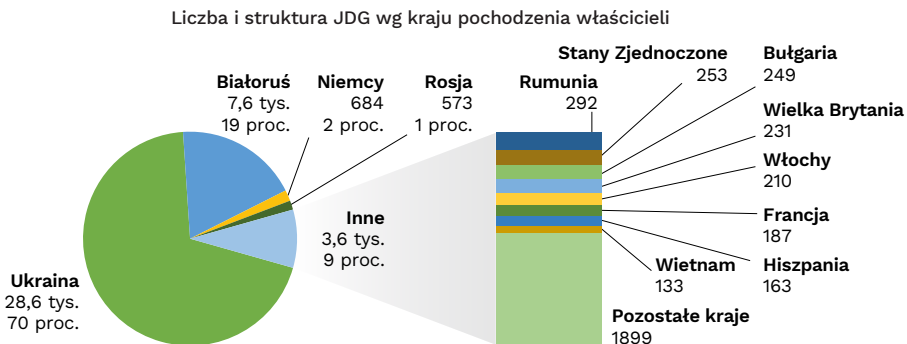 Liczba i struktura JDG wg kraju pochodzenia właścicieli
Białoruś
7,6 tys.
19 proc.
Niemcy
684
2 proc.
Rosja
573
1 proc.
Inne
3,6 tys.
9 proc.
Ukraina
28,6 tys.
70 proc.
Rumunia
292
Stany Zjednoczone
253
Bułgaria
249
Wielka Brytania
231
Włochy
210
Francja
187
Hiszpania
163
Wietnam
133
Pozostałe kraje
1899